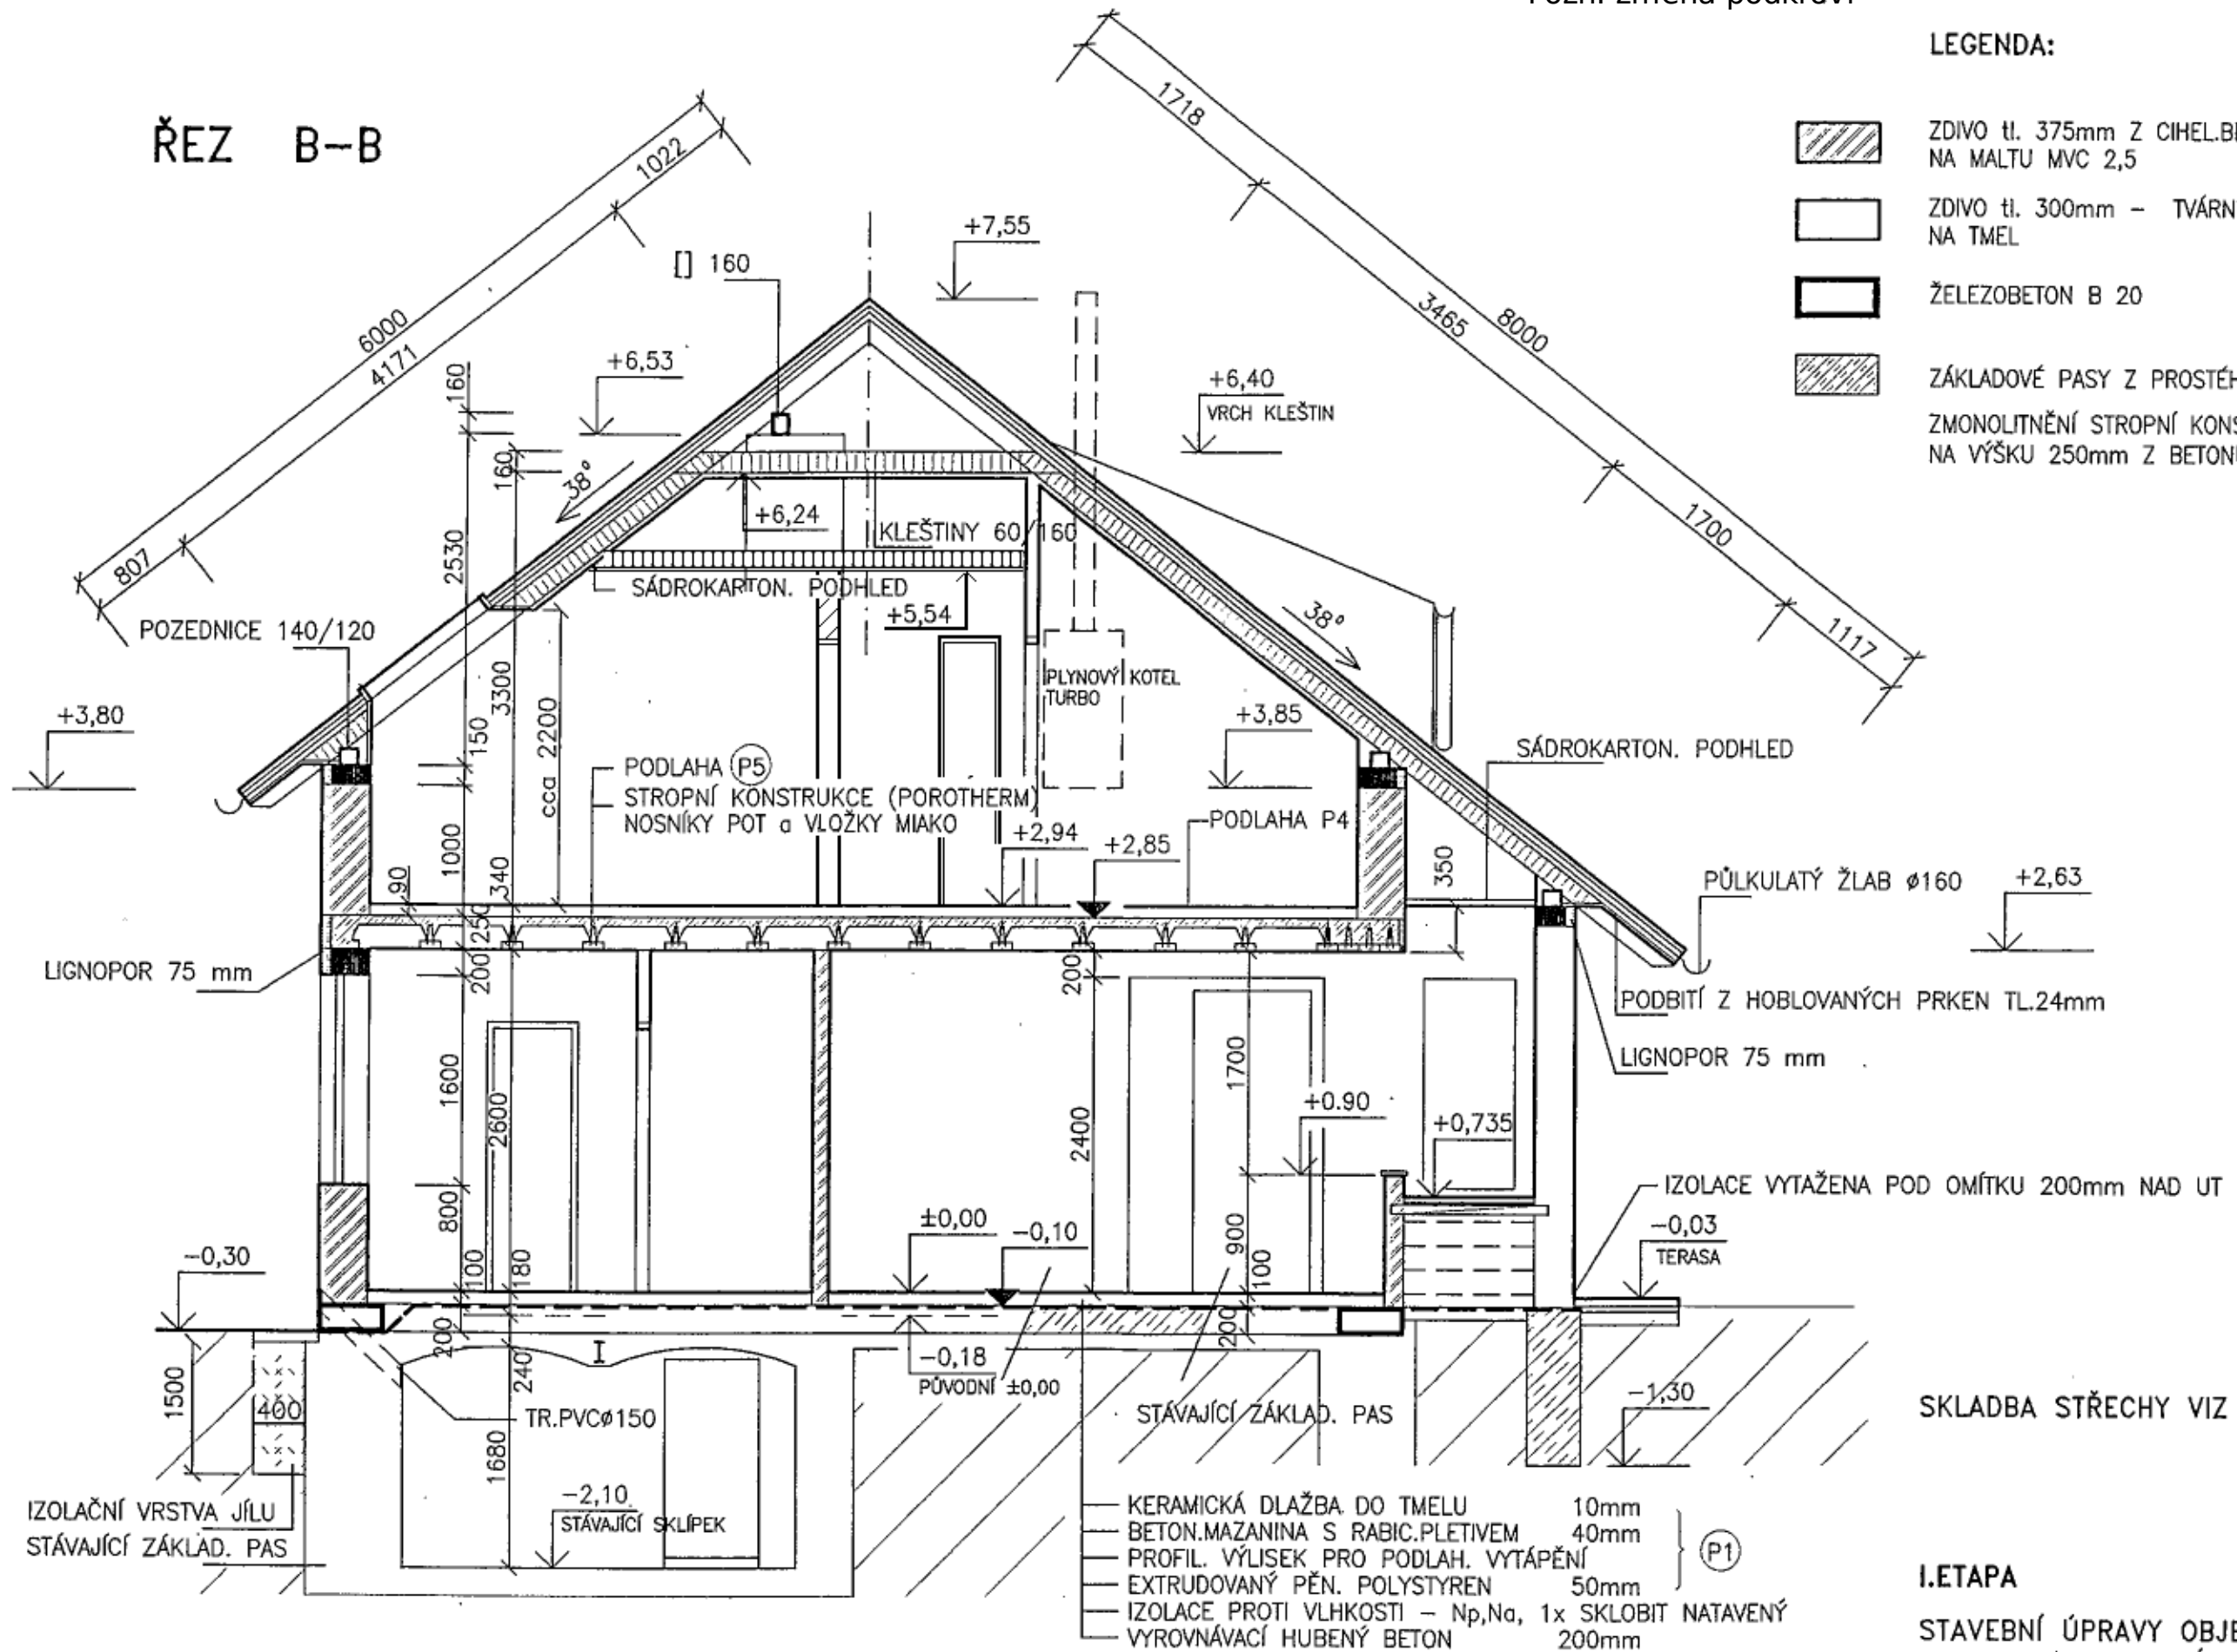 ŘEZ B-B
LEGENDA:
ZDIVO tl. 375mm Z
NA MALTU MVC 2,5
ZDIVO tl. 300mm –
NA TMEL
ŽELEZOBETON B 20
ZÁKLADOVÉ PASY Z
ZMONOLITNĚNÍ STROPNÍ
NA VÝŠKU 250mm Z
1022
6000
4171
807
1718
3465
8000
1700
1117
+7,55
[] 160
+6,53
+6,40
VRCH KLEŠTIN
160
160
38°
+6,24
KLEŠTINY 60/160
2530
SÁDROKARTON. PODHLED
+5,54
38°
POZEDNICE 140/120
3300
PLYNOVÝ KOTEL
TURBO
+3,80
150
cca 2200
+3,85
SÁDROKARTON. PODHLED
PODLAHA P5
STROPNÍ KONSTRUKCE (POROTHERM)
NOSNÍKY POT a VLOŽKY MIAKO
PODLAHA P4
+2,94
+2,85
1000
90
340
350
PŮLKULATÝ ŽLAB ø160
+2,63
250
200
200
LIGNOPOR 75 mm
PODBITÍ Z HOBLOVANÝCH PRKEN TL.24mm
LIGNOPOR 75 mm
1600
2600
2400
1700
+0.90
+0,735
IZOLACE VYTAŽENA POD OMÍTKU 200mm NAD UT
800
±0,00
-0,10
900
-0,03
TERASA
-0,30
100
180
100
200
240
-0,18
PŮVODNÍ ±0,00
200
1500
400
TR.PVCø150
STÁVAJÍCÍ ZÁKLAD. PAS
-1,30
SKLADBA STŘECHY VIZ
1680
-2,10
STÁVAJÍCÍ SKLÍPEK
IZOLAČNÍ VRSTVA JÍLU
STÁVAJÍCÍ ZÁKLAD. PAS
KERAMICKÁ DLAŽBA DO TMELU 10mm
BETON.MAZANINA S RABIC.PLETIVEM 40mm
PROFIL. VÝLISEK PRO PODLAH. VYTÁPĚNÍ
EXTRUDOVANÝ PĚN. POLYSTYREN 50mm
P1
IZOLACE PROTI VLHKOSTI – Np,Na, 1x SKLOBIT NATAVENÝ
VYROVNÁVACÍ HUBENÝ BETON 200mm
I.ETAPA
STAVEBNÍ ÚPRAVY